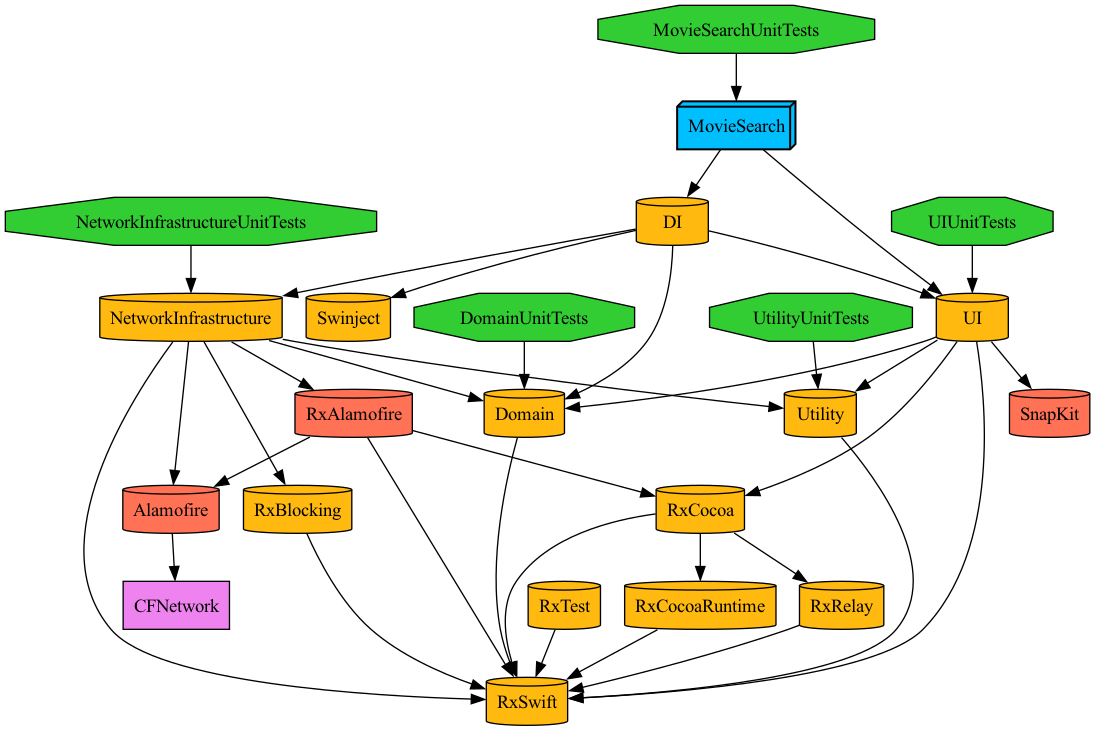 MovieSearchUnitTests
MovieSearch
NetworkInfrastructureUnitTests
DI
UIUnitTests
NetworkInfrastructure
Swinject
DomainUnitTests
UtilityUnitTests
UI
RxAlamofire
Domain
Utility
SnapKit
Alamofire
RxBlocking
RxCocoa
CFNetwork
RxTest
RxCocoaRuntime
RxRelay
RxSwift